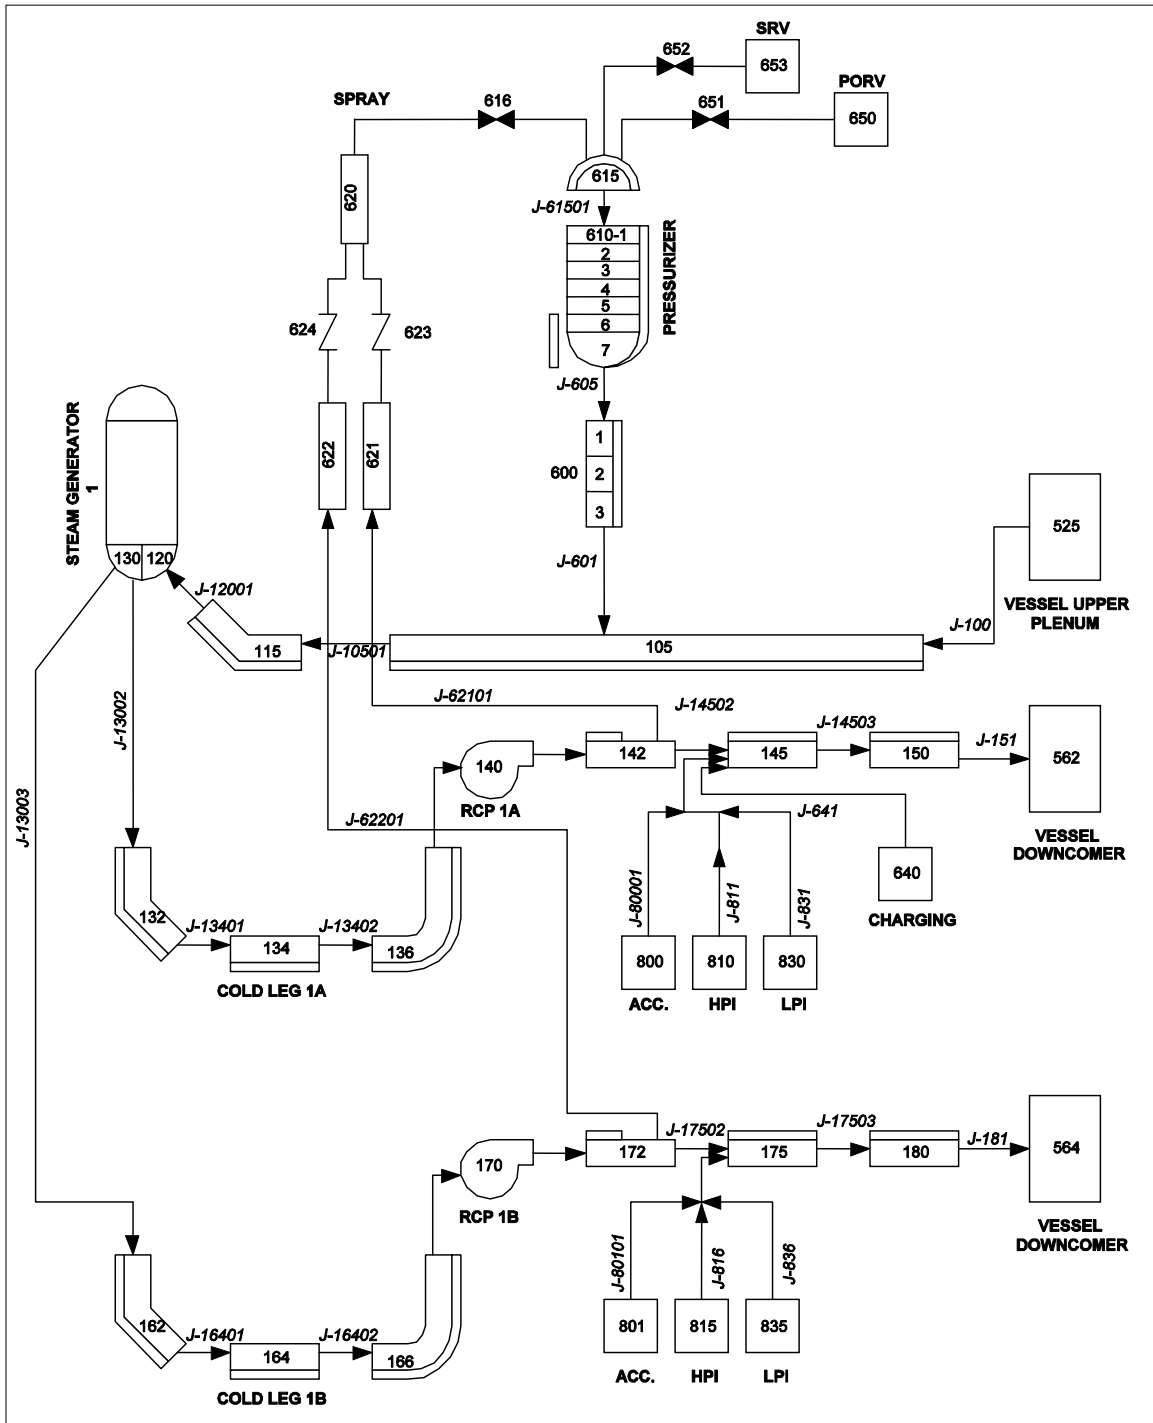 SRV
652
653
PORV
SPRAY
616
651
650
615
J-61501
620
610-1
2
3
4
5
6
7
PRESSURIZER
624
623
J-605
STEAM GENERATOR
1
622
621
600
1
2
3
525
J-601
130
120
J-12001
VESSEL UPPER
PLENUM
J-100
115
J-10501
105
J-13002
J-62101
J-14502
J-14503
J-151
142
145
150
562
140
RCP 1A
J-13003
J-62201
J-641
VESSEL
DOWNCOMER
640
J-80001
J-811
J-831
CHARGING
132
J-13401
134
J-13402
136
COLD LEG 1A
800
810
830
ACC.
HPI
LPI
J-17502
J-17503
J-181
172
175
180
564
170
RCP 1B
VESSEL
DOWNCOMER
J-80101
J-816
J-836
162
J-16401
164
J-16402
166
COLD LEG 1B
801
815
835
ACC.
HPI
LPI